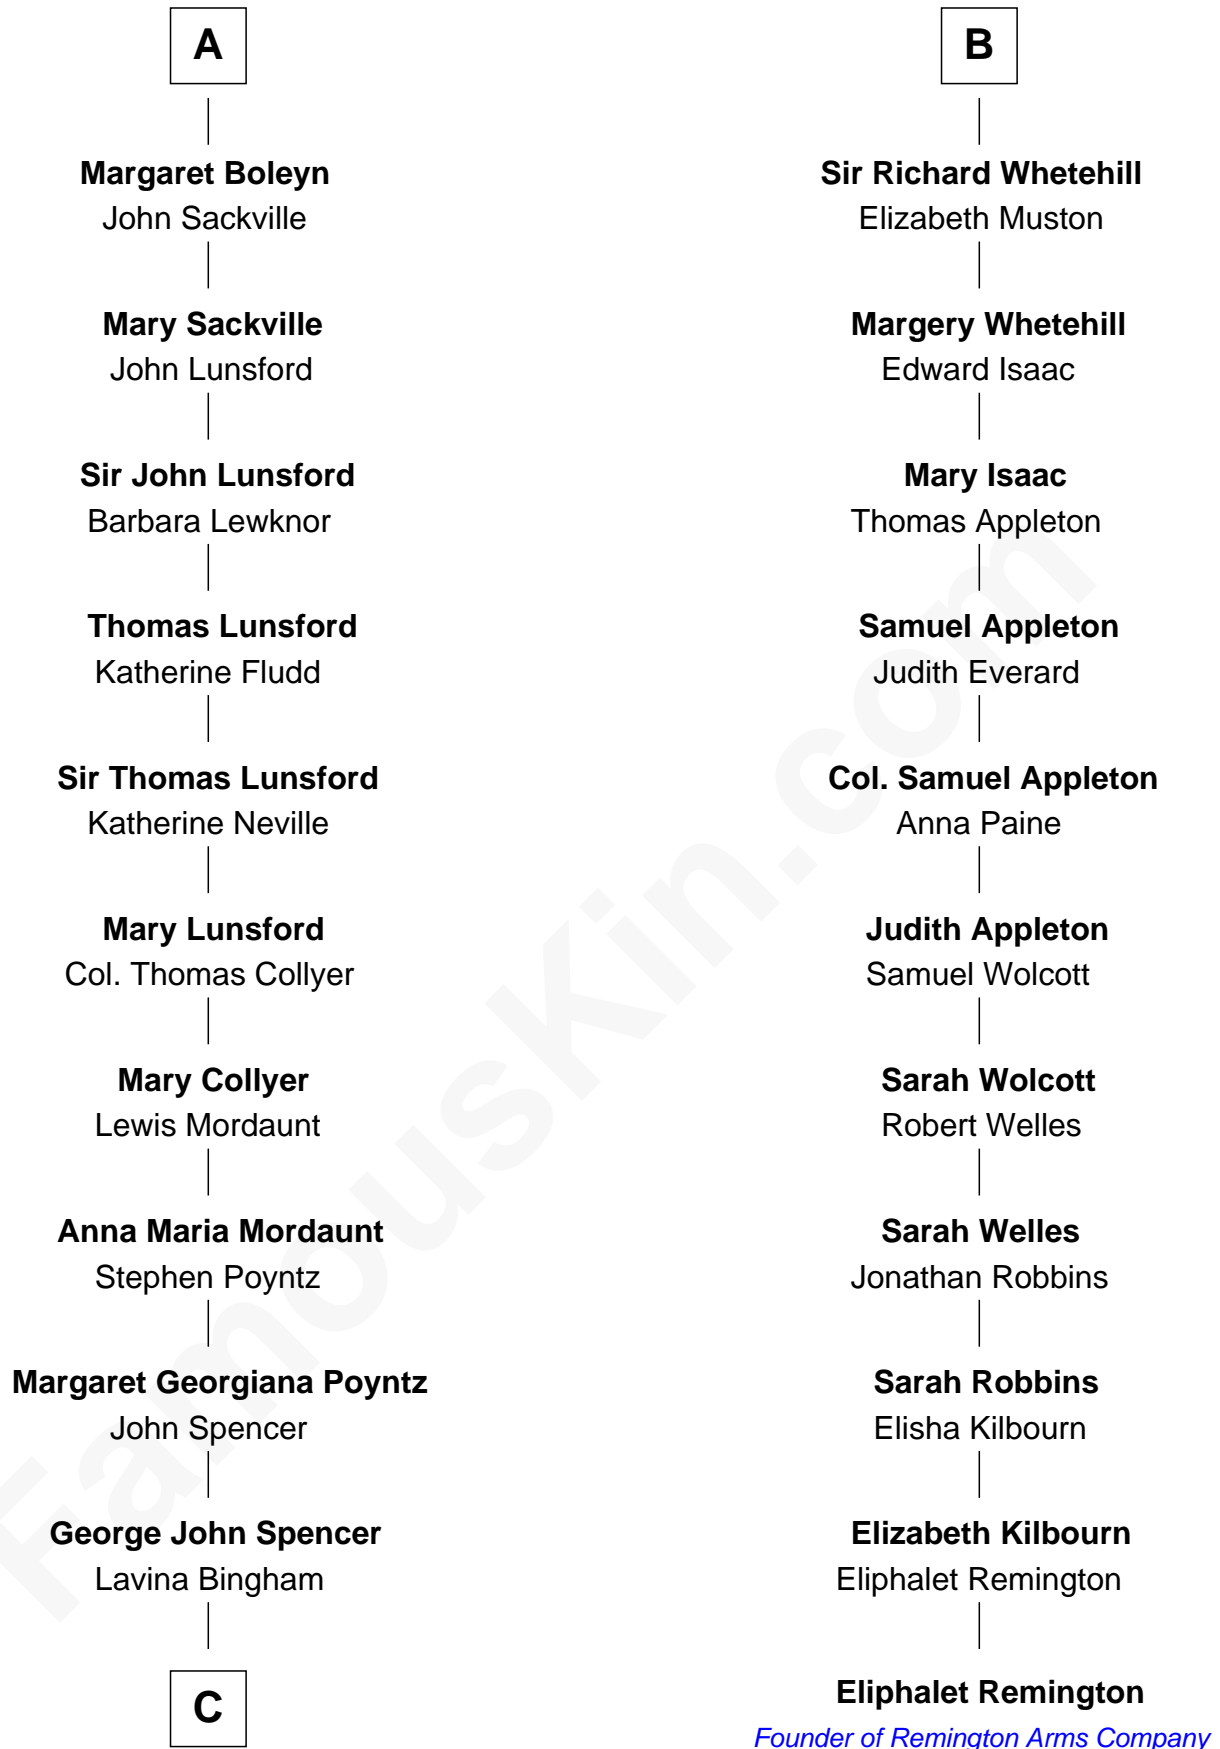 A
Margaret Boleyn
John Sackville
Mary Sackville
John Lunsford
Sir John Lunsford
Barbara Lewknor
Thomas Lunsford
Katherine Fludd
Sir Thomas Lunsford
Katherine Neville
Mary Lunsford
Col. Thomas Collyer
Mary Collyer
Lewis Mordaunt
Anna Maria Mordaunt
Stephen Poyntz
Margaret Georgiana Poyntz
John Spencer
George John Spencer
Lavina Bingham
C
B
Sir Richard Whetehill
Elizabeth Muston
Margery Whetehill
Edward Isaac
Mary Isaac
Thomas Appleton
Samuel Appleton
Judith Everard
Col. Samuel Appleton
Anna Paine
Judith Appleton
Samuel Wolcott
Sarah Wolcott
Robert Welles
Sarah Welles
Jonathan Robbins
Sarah Robbins
Elisha Kilbourn
Elizabeth Kilbourn
Eliphalet Remington
Eliphalet Remington
Founder of Remington Arms Company
FamousKin.com